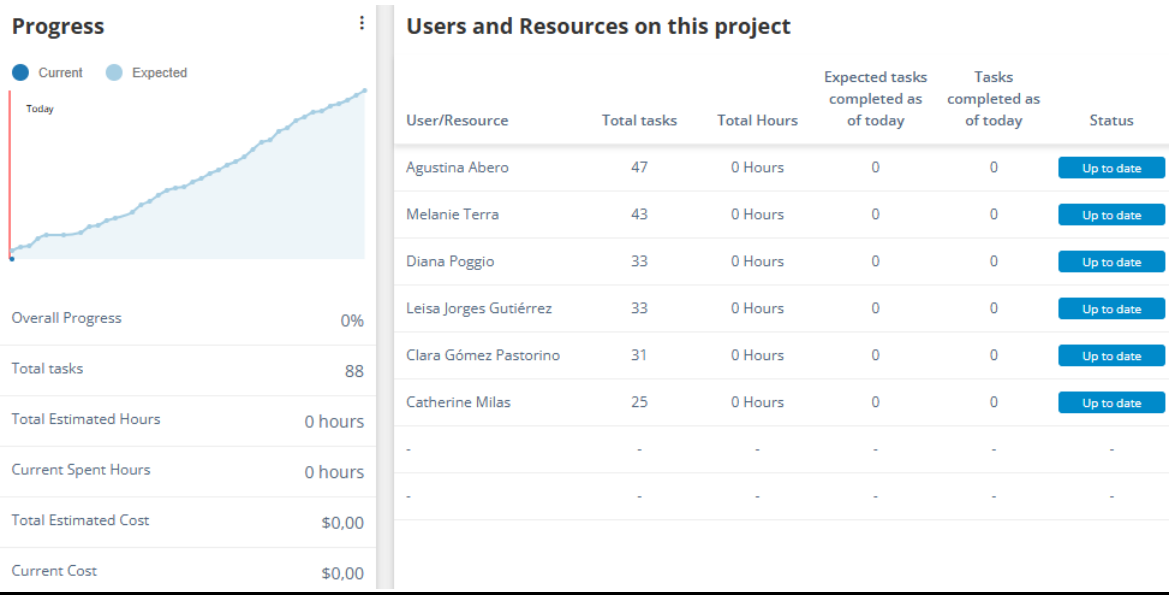 Progress
Current Expected
Today
Overall Progress 0%
Total tasks 88
Total Estimated Hours 0 hours
Current Spent Hours 0 hours
Total Estimated Cost $0,00
Current Cost $0,00
Users and Resources on this project
User/Resource Total tasks Total Hours Expected tasks completed as of today Tasks completed as of today Status
Agustina Abero 47 0 Hours 0 0 Up to date
Melanie Terra 43 0 Hours 0 0 Up to date
Diana Poggio 33 0 Hours 0 0 Up to date
Leisa Jorges Gutiérrez 33 0 Hours 0 0 Up to date
Clara Gómez Pastorino 31 0 Hours 0 0 Up to date
Catherine Milas 25 0 Hours 0 0 Up to date
- - - - - -
- - - - - -